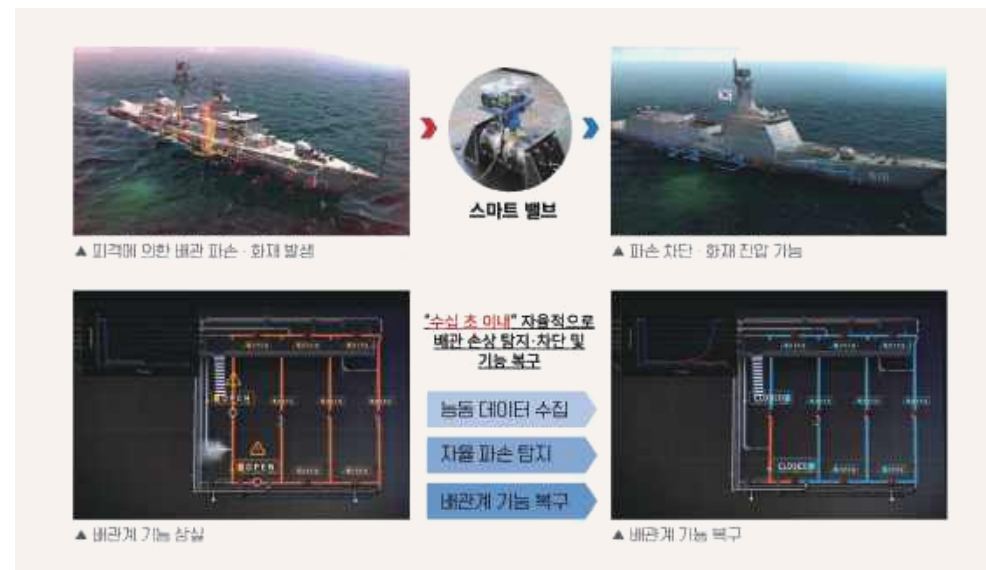 스마트 밸브
▲ 피격에 의한 배관 파손 · 화재 발생
▲ 파손 차단 · 화재 진압 가능
"수십 초 이내" 자율적으로
배관 손상 탐지·차단 및
기능 복구
능동 데이터 수집
자율 파손 탐지
배관계 기능 복구
OPEN
OPEN
CLOSED
CLOSED
▲ 배관계 기능 상실
▲ 배관계 기능 복구